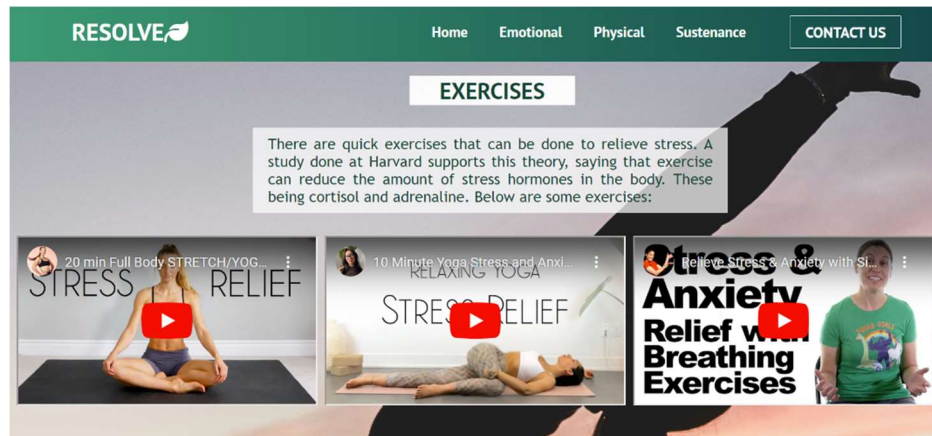 RESOLVE
Home Emotional Physical Sustenance CONTACT US
EXERCISES
There are quick exercises that can be done to relieve stress. A
study done at Harvard supports this theory, saying that exercise
can reduce the amount of stress hormones in the body. These
being cortisol and adrenaline. Below are some exercises:
20 min Full Body STRETCH/YOG...
STRESS RELIEF
10 Minute Yoga Stress and Anxi...
RELAXING YOGA
STRESS RELIEF
Relieve Stress & Anxiety with Si...
Stress &
Anxiety
Relief with
Breathing
Exercises